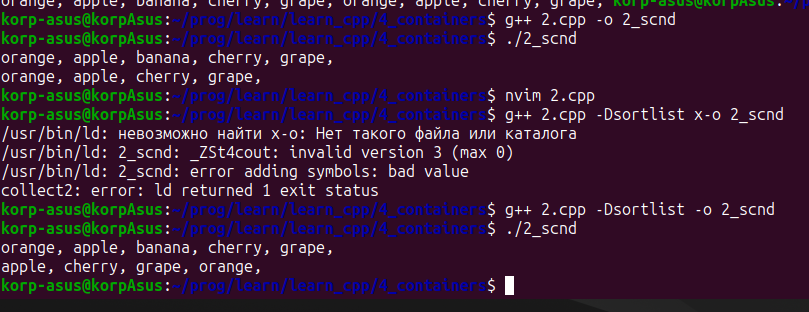 orange, apple, banana, cherry, grape, orange, apple, cherry, grape, korp-asus@korpAsus:~/p
korp-asus@korpAsus:~/prog/learn/learn_cpp/4_containers$ g++ 2.cpp -o 2_scnd
korp-asus@korpAsus:~/prog/learn/learn_cpp/4_containers$ ./2_scnd
orange, apple, banana, cherry, grape,
orange, apple, cherry, grape,
korp-asus@korpAsus:~/prog/learn/learn_cpp/4_containers$ nvim 2.cpp
korp-asus@korpAsus:~/prog/learn/learn_cpp/4_containers$ g++ 2.cpp -Dsortlist x-o 2_scnd
/usr/bin/ld: невозможно найти x-o: Нет такого файла или каталога
/usr/bin/ld: 2_scnd: _ZSt4cout: invalid version 3 (max 0)
/usr/bin/ld: 2_scnd: error adding symbols: bad value
collect2: error: ld returned 1 exit status
korp-asus@korpAsus:~/prog/learn/learn_cpp/4_containers$ g++ 2.cpp -Dsortlist -o 2_scnd
korp-asus@korpAsus:~/prog/learn/learn_cpp/4_containers$ ./2_scnd
orange, apple, banana, cherry, grape,
apple, cherry, grape, orange,
korp-asus@korpAsus:~/prog/learn/learn_cpp/4_containers$